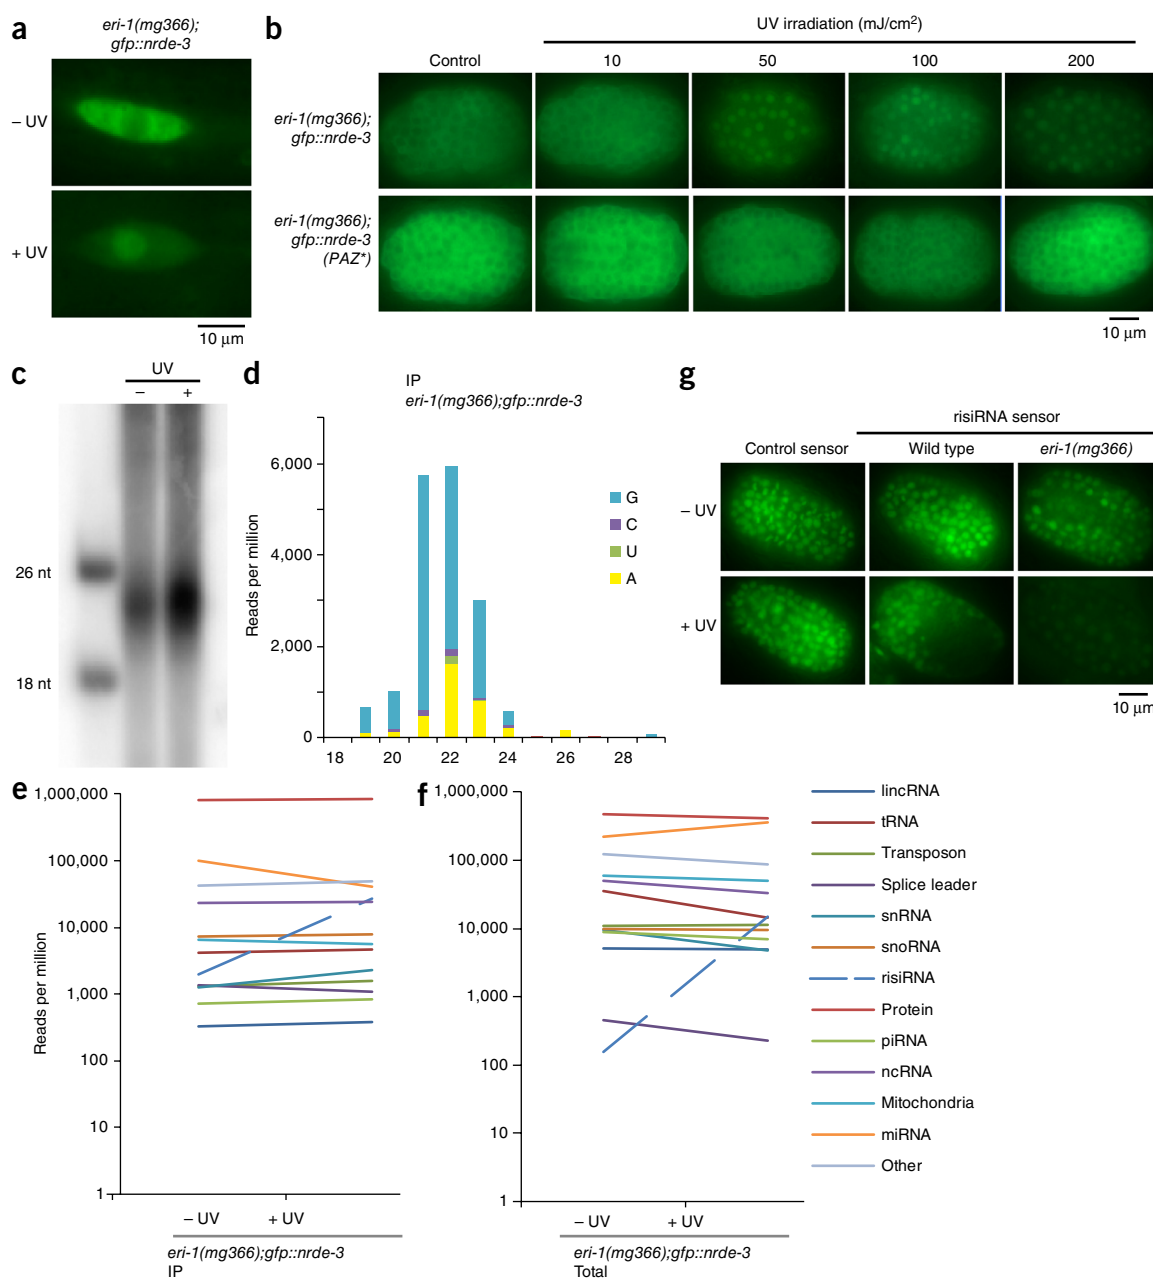 a
eri-1(mg366);
gfp::nrde-3
– UV
+ UV
10 μm
b
UV irradiation (mJ/cm²)
Control
10
50
100
200
eri-1(mg366);
gfp::nrde-3
eri-1(mg366);
gfp::nrde-3
(PAZ*)
10 μm
c
UV
– +
26 nt
18 nt
d
IP
eri-1(mg366);gfp::nrde-3
Reads per million
6,000
4,000
2,000
0
18 20 22 24 26 28
G
C
U
A
g
risiRNA sensor
Control sensor
Wild type
eri-1(mg366)
– UV
+ UV
10 μm
e
Reads per million
1,000,000
100,000
10,000
1,000
100
10
1
– UV + UV
eri-1(mg366);gfp::nrde-3
IP
f
1,000,000
100,000
10,000
1,000
100
10
1
– UV + UV
eri-1(mg366);gfp::nrde-3
Total
lincRNA
tRNA
Transposon
Splice leader
snRNA
snoRNA
risiRNA
Protein
piRNA
ncRNA
Mitochondria
miRNA
Other